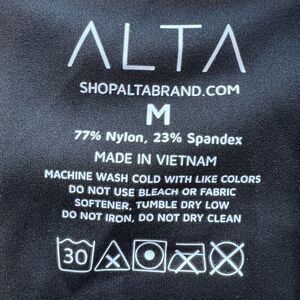 ALTA
SHOPALTABRAND.COM
M
77% Nylon, 23% Spandex
MADE IN VIETNAM
MACHINE WASH COLD WITH LIKE COLORS
DO NOT USE BLEACH OR FABRIC
SOFTENER, TUMBLE DRY LOW
DO NOT IRON, DO NOT DRY CLEAN
30